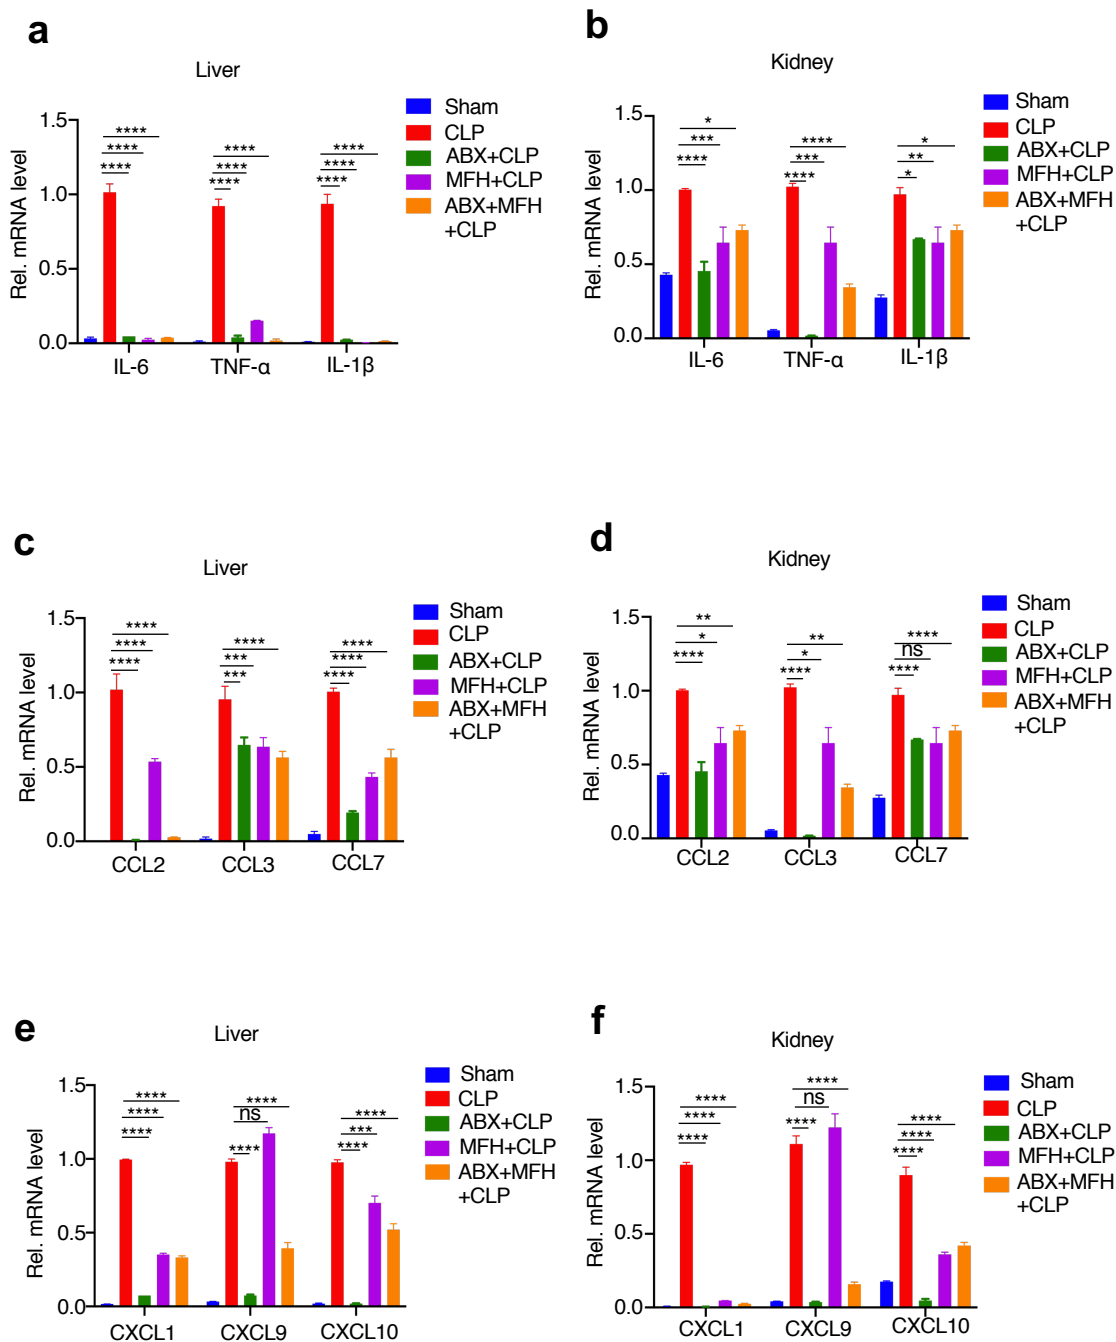 a
Liver
Rel. mRNA level
1.5
1.0
0.5
0.0
****
****
****
****
****
****
****
****
****
IL-6
TNF-α
IL-1β
Sham
CLP
ABX+CLP
MFH+CLP
ABX+MFH
+CLP
b
Kidney
Rel. mRNA level
1.5
1.0
0.5
0.0
*
***
****
****
***
****
*
**
*
IL-6
TNF-α
IL-1β
Sham
CLP
ABX+CLP
MFH+CLP
ABX+MFH
+CLP
c
Liver
Rel. mRNA level
1.5
1.0
0.5
0.0
****
****
****
****
***
***
****
****
****
CCL2
CCL3
CCL7
Sham
CLP
ABX+CLP
MFH+CLP
ABX+MFH
+CLP
d
Kidney
Rel. mRNA level
1.5
1.0
0.5
0.0
**
*
****
**
*
****
****
ns
****
CCL2
CCL3
CCL7
Sham
CLP
ABX+CLP
MFH+CLP
ABX+MFH
+CLP
e
Liver
Rel. mRNA level
1.5
1.0
0.5
0.0
****
****
****
****
ns
****
****
***
****
CXCL1
CXCL9
CXCL10
Sham
CLP
ABX+CLP
MFH+CLP
ABX+MFH
+CLP
f
Kidney
Rel. mRNA level
1.5
1.0
0.5
0.0
****
****
****
****
ns
****
****
****
****
CXCL1
CXCL9
CXCL10
Sham
CLP
ABX+CLP
MFH+CLP
ABX+MFH
+CLP